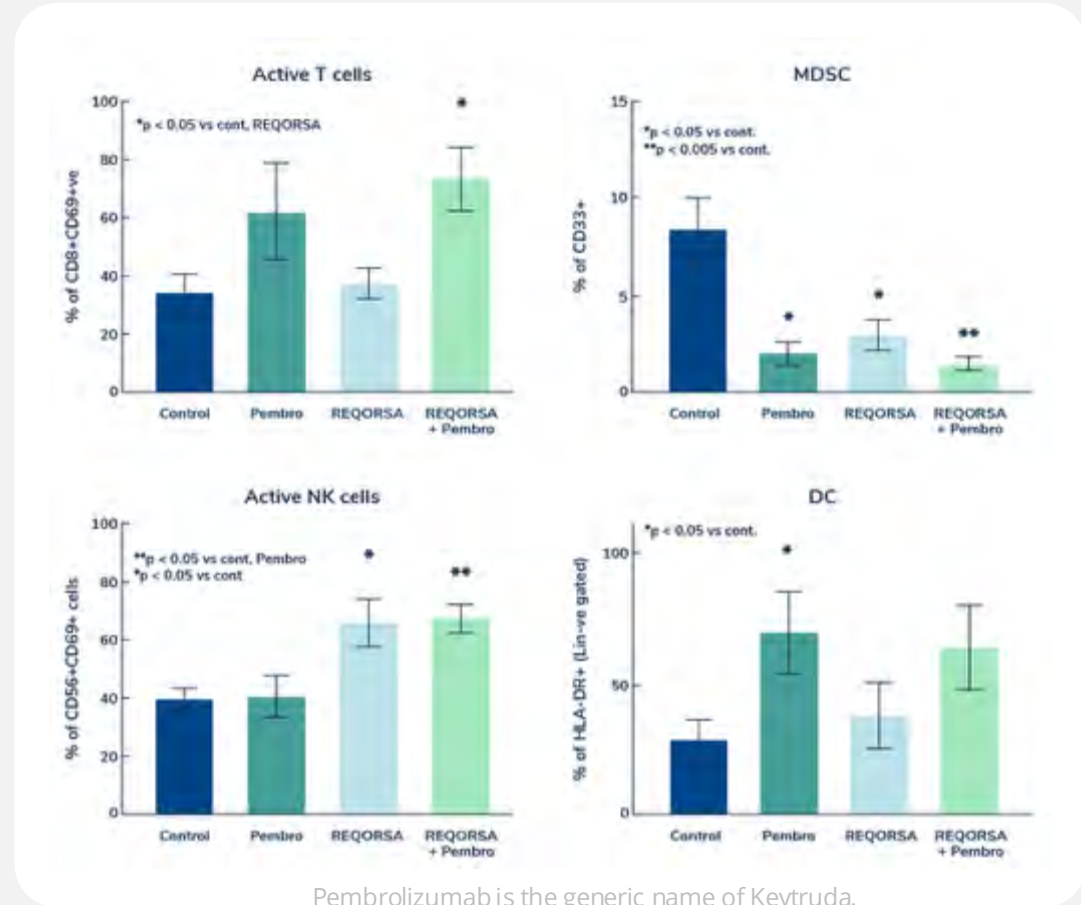 Active T cells
*p < 0.05 vs cont, REQORSA
*
% of CD8+CD69+ve
100
80
60
40
20
0
Control
Pembro
REQORSA
REQORSA
+ Pembro
MDSC
*p < 0.05 vs cont.
**p < 0.005 vs cont.
% of CD33+
15
10
5
0
*
*
**
Control
Pembro
REQORSA
REQORSA
+ Pembro
Active NK cells
**p < 0.05 vs cont, Pembro
*p < 0.05 vs cont
% of CD56+CD69+ cells
100
80
60
40
20
0
*
**
Control
Pembro
REQORSA
REQORSA
+ Pembro
DC
*p < 0.05 vs cont.
% of HLA-DR+ (Lin-ve gated)
100
50
0
*
Control
Pembro
REQORSA
REQORSA
+ Pembro
Pembrolizumab is the generic name of Keytruda.